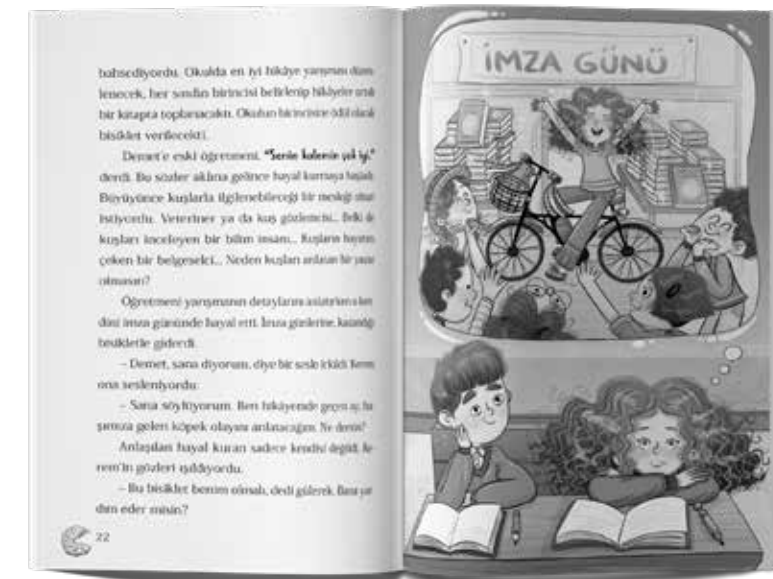 bahsediyordu. Okulda en iyi hikâye yarışması düzen-
lenecek, her sınıfın birincisi belirlenip hikâyeler ortak
bir kitapta toplanacaktı. Okulun birincisine ödül olarak
bisiklet verilecekti.
Demet'e eski öğretmeni, "Senin kalemin çok iyi."
derdi. Bu sözler aklına gelince hayal kurmaya başladı.
Büyüyünce kuşlarla ilgilenebileceği bir mesleği olsun
istiyordu. Veteriner ya da kuş gözlemcisi... Belki de
kuşları inceleyen bir bilim insanı... Kuşların hayatını
çeken bir belgeselci... Neden kuşları anlatan bir yazar
olmasın?
Öğretmeni yarışmanın detaylarını anlatırken o ken-
disini imza gününde hayal etti. İmza günlerine, kazandığı
bisikletle giderdi.
– Demet, sana diyorum, diye bir sesle irkildi. Kerem
ona sesleniyordu:
– Sana söylüyorum. Ben hikâyemde geçen ay, ba-
şımıza gelen köpek olayını anlatacağım. Ne dersin?
Anlaşılan hayal kuran sadece kendisi değildi. Ke-
rem'in gözleri ışıldıyordu.
– Bu bisiklet benim olmalı, dedi gülerek. Bana yar-
dım eder misin?
22
İMZA GÜNÜ